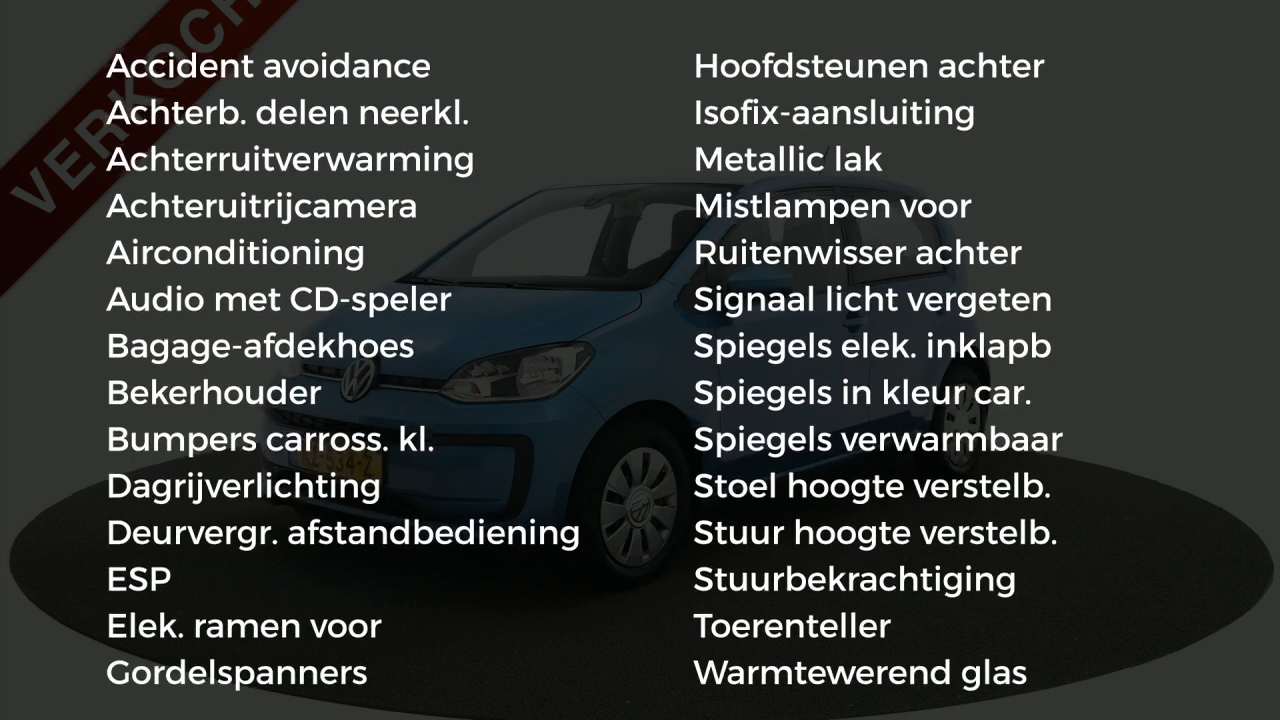 VERKOCH
Accident avoidance
Achterb. delen neerkl.
Achterruitverwarming
Achteruitrijcamera
Airconditioning
Audio met CD-speler
Bagage-afdekhoes
Bekerhouder
Bumpers carross. kl.
Dagrijverlichting
Deurvergr. afstandbediening
ESP
Elek. ramen voor
Gordelspanners
Hoofdsteunen achter
Isofix-aansluiting
Metallic lak
Mistlampen voor
Ruitenwisser achter
Signaal licht vergeten
Spiegels elek. inklapb
Spiegels in kleur car.
Spiegels verwarmbaar
Stoel hoogte verstelb.
Stuur hoogte verstelb.
Stuurbekrachtiging
Toerenteller
Warmtewerend glas